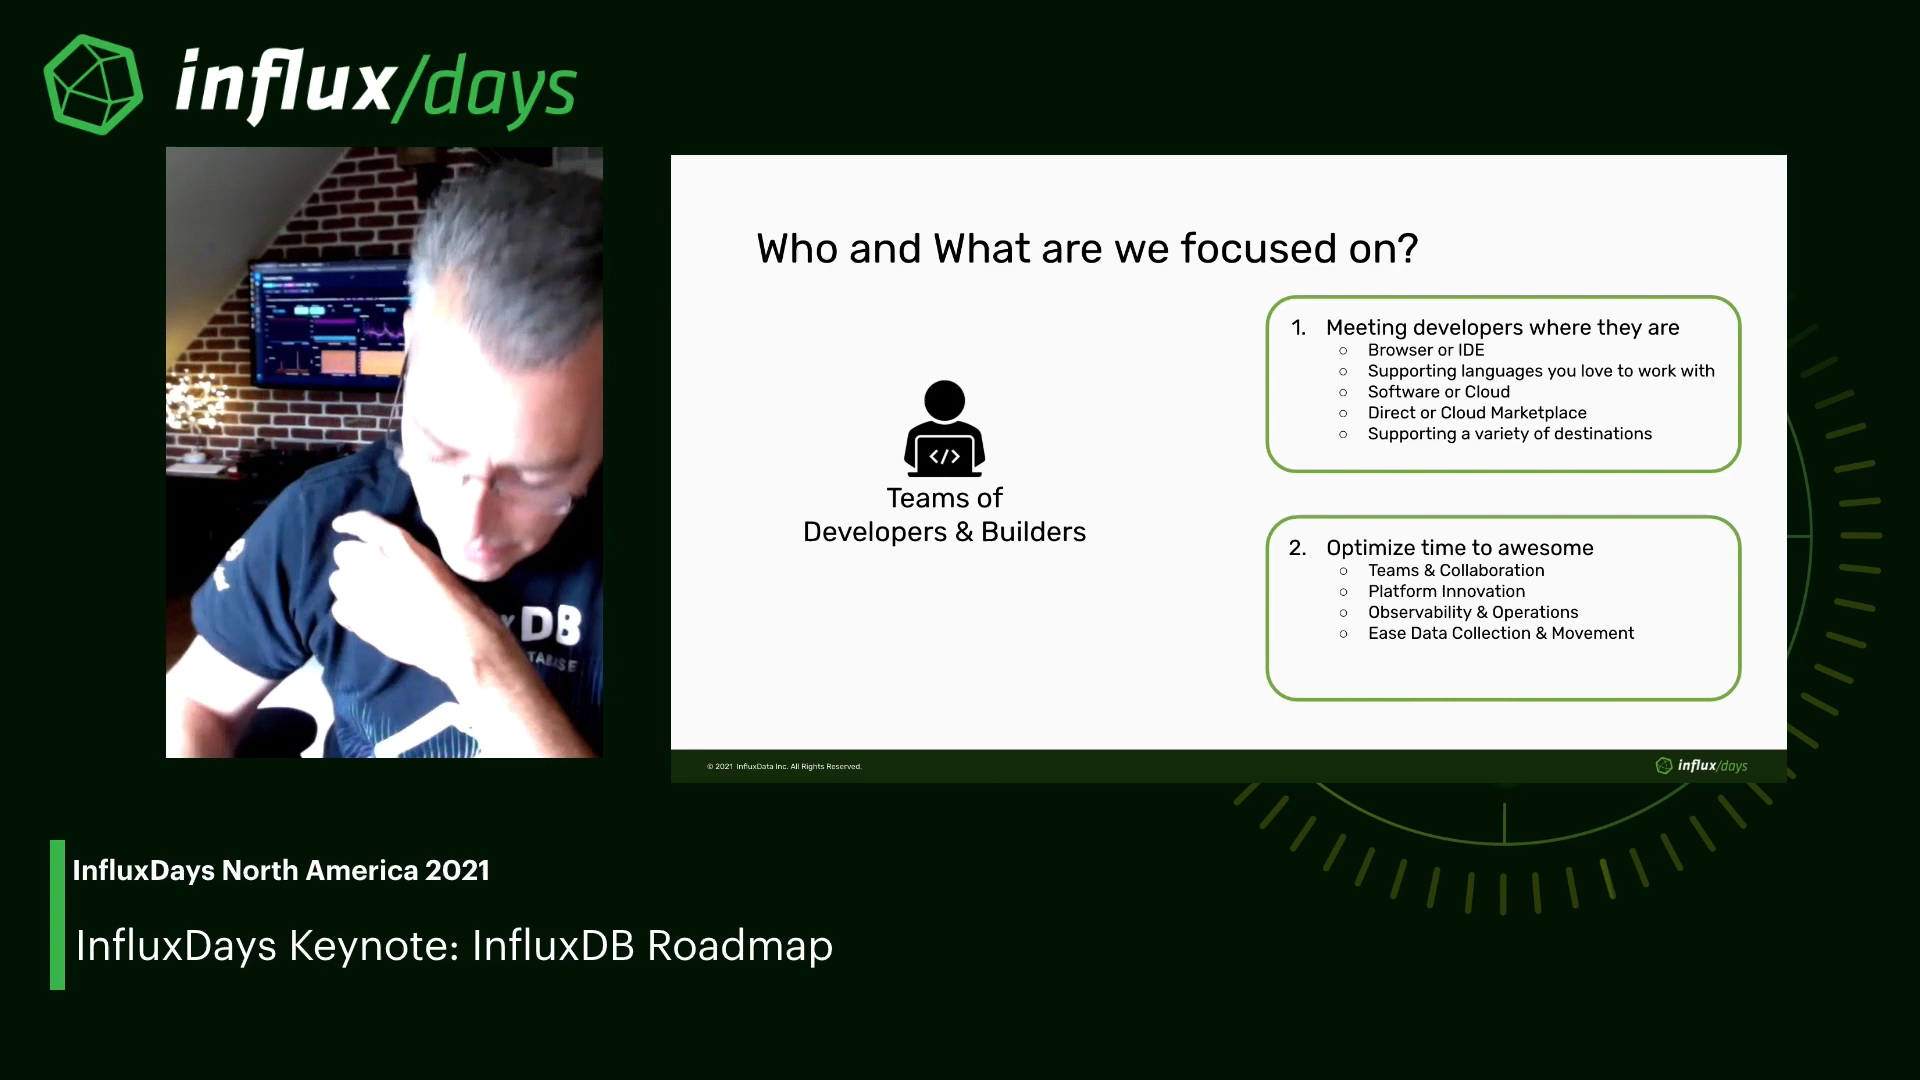 influx/days
Who and What are we focused on?
Teams of
Developers & Builders
1. Meeting developers where they are
○ Browser or IDE
○ Supporting languages you love to work with
○ Software or Cloud
○ Direct or Cloud Marketplace
○ Supporting a variety of destinations
2. Optimize time to awesome
○ Teams & Collaboration
○ Platform Innovation
○ Observability & Operations
○ Ease Data Collection & Movement
</>
DB
© 2021 InfluxData Inc. All Rights Reserved.
influx/days
InfluxDays North America 2021
InfluxDays Keynote: InfluxDB Roadmap